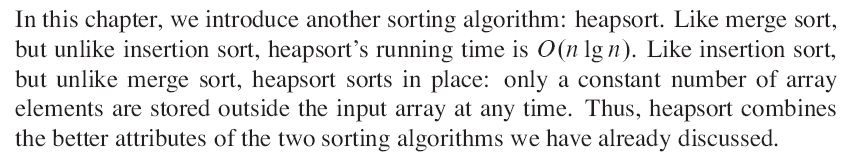 In this chapter, we introduce another sorting algorithm: heapsort. Like merge sort,
but unlike insertion sort, heapsort’s running time is O(n lg n). Like insertion sort,
but unlike merge sort, heapsort sorts in place: only a constant number of array
elements are stored outside the input array at any time. Thus, heapsort combines
the better attributes of the two sorting algorithms we have already discussed.